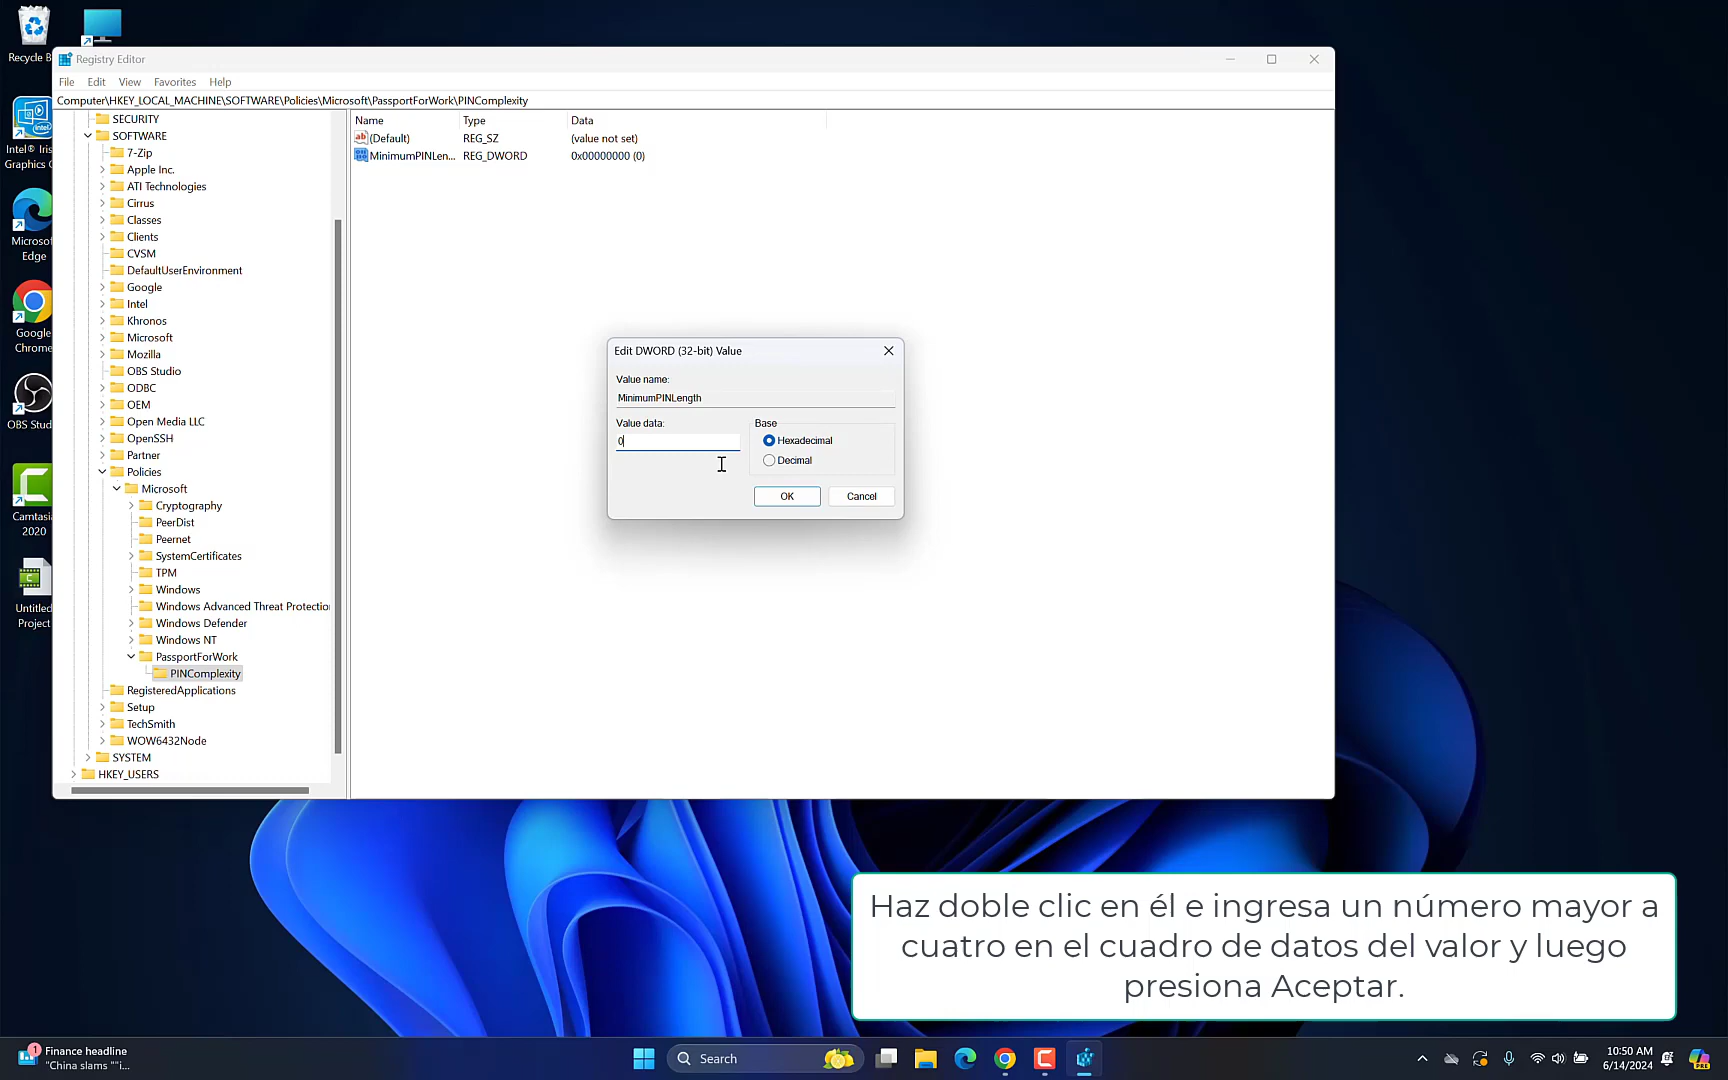 Recycle B
Registry Editor
File Edit View Favorites Help
Computer\HKEY_LOCAL_MACHINE\SOFTWARE\Policies\Microsoft\PassportForWork\PINComplexity
SECURITY
SOFTWARE
7-Zip
Apple Inc.
ATI Technologies
Cirrus
Classes
Clients
CVSM
DefaultUserEnvironment
Google
Intel
Khronos
Microsoft
Mozilla
OBS Studio
ODBC
OEM
Open Media LLC
OpenSSH
Partner
Policies
Microsoft
Cryptography
PeerDist
Peernet
SystemCertificates
TPM
Windows
Windows Advanced Threat Protection
Windows Defender
Windows NT
PassportForWork
PINComplexity
RegisteredApplications
Setup
TechSmith
WOW6432Node
SYSTEM
HKEY_USERS
Name Type Data
(Default) REG_SZ (value not set)
MinimumPINLen... REG_DWORD 0x00000000 (0)
Edit DWORD (32-bit) Value
Value name:
MinimumPINLength
Value data:
0
Base
Hexadecimal
Decimal
OK Cancel
Intel® Iris
Graphics C
Microsof
Edge
Google
Chrome
OBS Stud
Camtasia
2020
Untitled
Project
Haz doble clic en él e ingresa un número mayor a
cuatro en el cuadro de datos del valor y luego
presiona Aceptar.
1
Finance headline
"China slams ""i...
Search
10:50 AM
6/14/2024
PRE